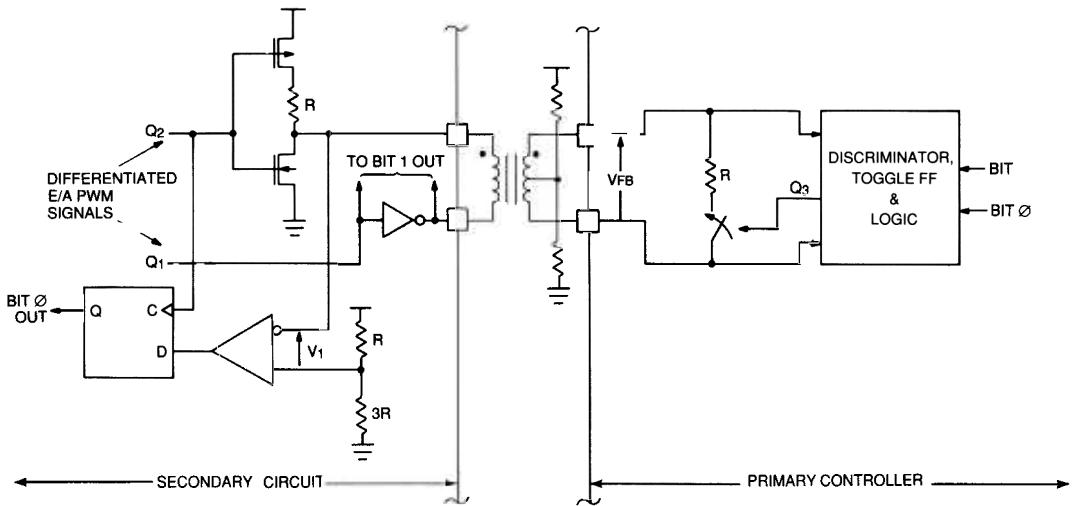 R
Q2
TO BIT 1 OUT
DIFFERENTIATED
E/A PWM
SIGNALS
Q1
VFB
R
Q3
DISCRIMINATOR,
TOGGLE FF
&
LOGIC
BIT
BIT Ø
BIT Ø
OUT
Q
C
D
V1
R
3R
SECONDARY CIRCUIT
PRIMARY CONTROLLER